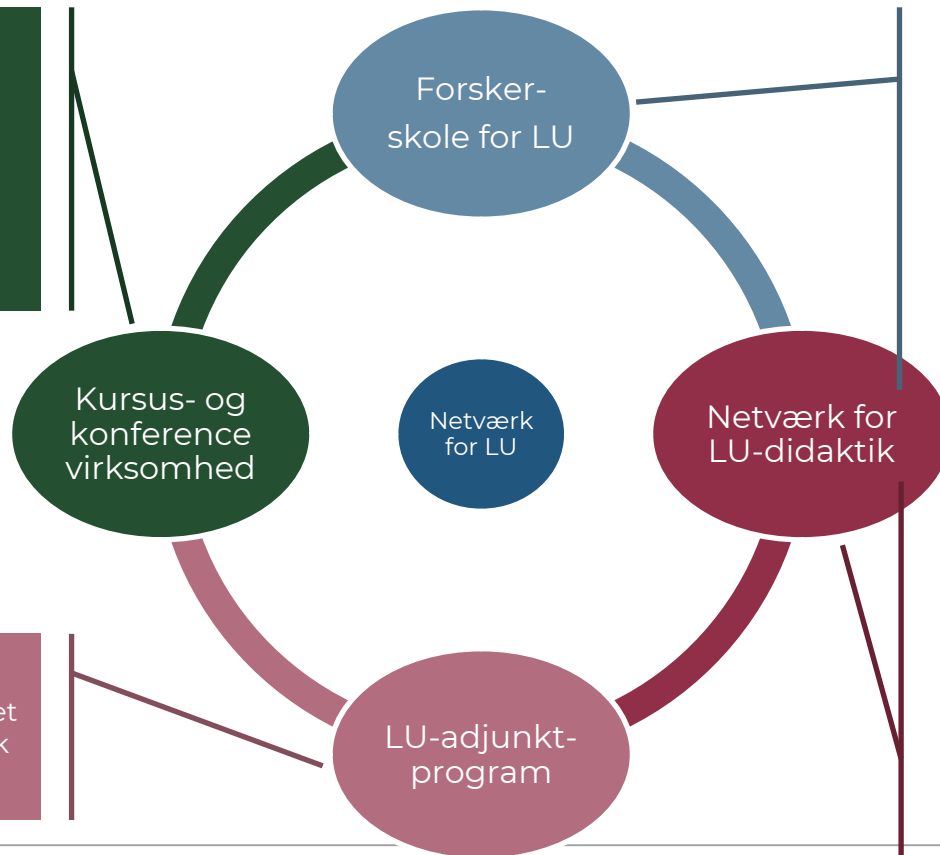 Forsker-
skole for LU
Kursus- og
konference
virksomhed
Netværk
for LU
Netværk for
LU-didaktik
LU-adjunkt-
program